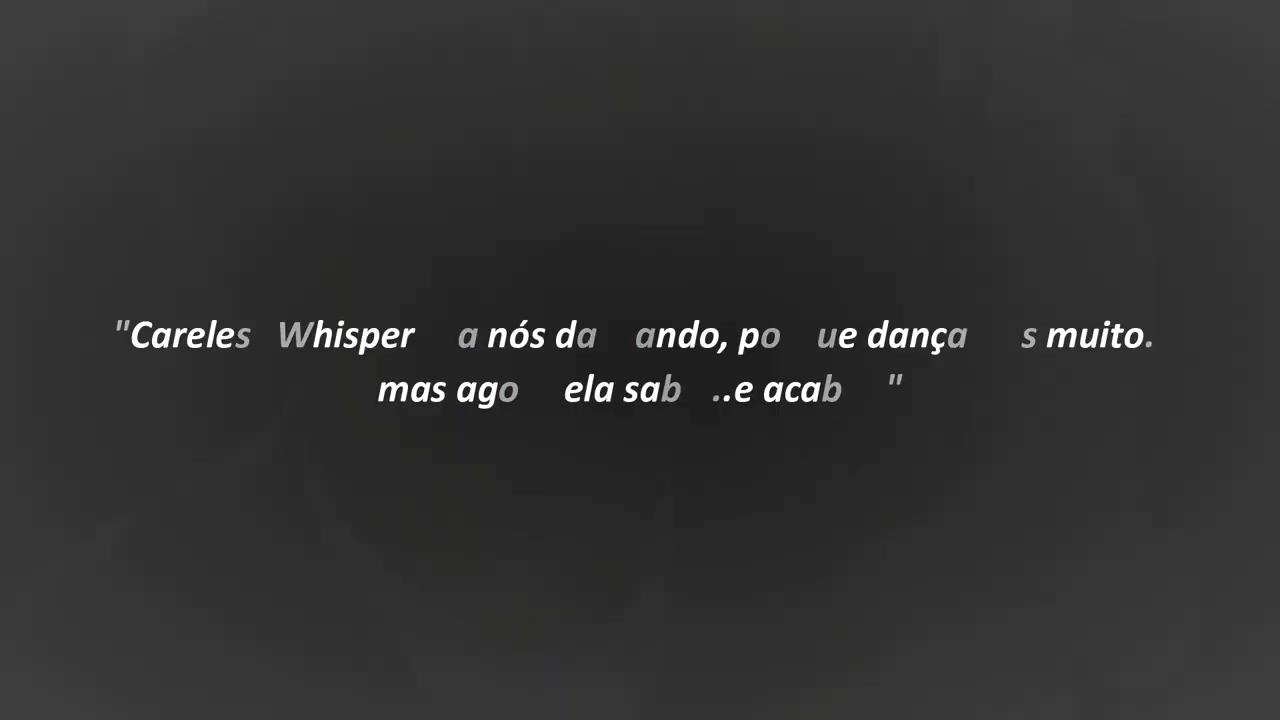 "Careles Whisper a nós da ando, po ue dança s muito.
mas ago ela sab ..e acab "